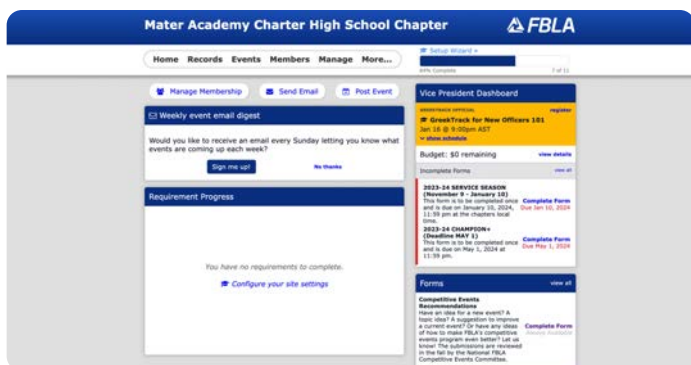 Mater Academy Charter High School Chapter
FBLA
Home Records Events Members Manage More...
Setup Wizard »
64% Complete
7 of 11
Manage Membership
Send Email
Post Event
Weekly event email digest
Would you like to receive an email every Sunday letting you know what
events are coming up each week?
Sign me up!
No thanks
Requirement Progress
You have no requirements to complete.
Configure your site settings
Vice President Dashboard
GREEKTRACK OFFICIAL
register
GreekTrack for New Officers 101
Jan 16 @ 9:00pm AST
show schedule
Budget: $0 remaining
view details
Incomplete Forms
view all
2023-24 SERVICE SEASON
(November 9 - January 10)
This form is to be completed once
and is due on January 10, 2024,
11:59 pm at the chapters local
time.
Complete Form
Due Jan 10, 2024
2023-24 CHAMPION+
(Deadline MAY 1)
This form is to be completed once
and is due on May 1, 2024 at
11:59 pm.
Complete Form
Due May 1, 2024
Forms
view all
Competitive Events
Recommendations
Have an idea for a new event? A
topic idea? A suggestion to improve
a current event? Or have any ideas
of how to make FBLA's competitive
events program even better? Let us
know! The submissions are reviewed
in the fall by the National FBLA
Competitive Events Committee.
Complete Form
Always Available